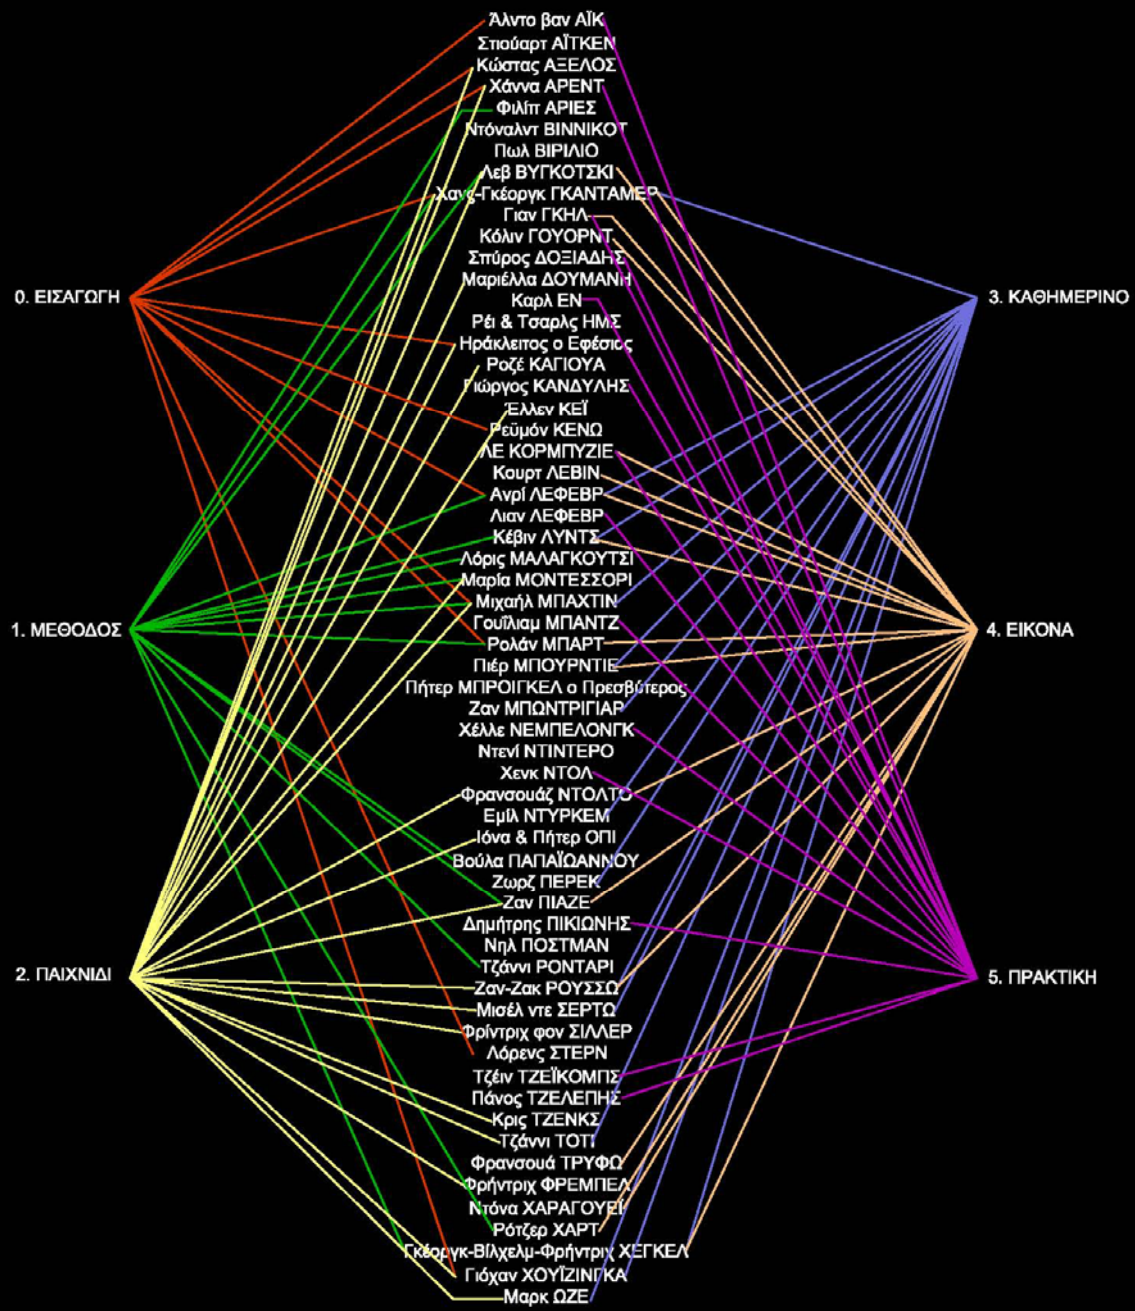 Άλντο βαν ΑΪΚ
Στιούαρτ ΑΪΤΚΕΝ
Κώστας ΑΞΕΛΟΣ
Χάννα ΑΡΕΝΤ
Φιλίπ ΑΡΙΕΣ
Ντόναλντ ΒΙΝΝΙΚΟΤ
Πωλ ΒΙΡΙΛΙΟ
Λεβ ΒΥΓΚΟΤΣΚΙ
Χανς-Γκέοργκ ΓΚΑΝΤΑΜΕΡ
Γιαν ΓΚΗΛ
Κόλιν ΓΟΥΟΡΝΤ
Σπύρος ΔΟΞΙΑΔΗΣ
Μαριέλλα ΔΟΥΜΑΝΗ
0. ΕΙΣΑΓΩΓΗ
3. ΚΑΘΗΜΕΡΙΝΟ
Καρλ ΕΝ
Ρέι & Τσαρλς ΗΜΣ
Ηράκλειτος ο Εφέσιος
Ροζέ ΚΑΓΙΟΥΑ
Γιώργος ΚΑΝΔΥΛΗΣ
Έλλεν ΚΕΪ
Ρεϋμόν ΚΕΝΩ
ΛΕ ΚΟΡΜΠΥΖΙΕ
Κουρτ ΛΕΒΙΝ
Ανρί ΛΕΦΕΒΡ
Λιαν ΛΕΦΕΒΡ
Κέβιν ΛΥΝΤΣ
Λόρις ΜΑΛΑΓΚΟΥΤΣΙ
Μαρία ΜΟΝΤΕΣΣΟΡΙ
Μιχαήλ ΜΠΑΧΤΙΝ
Γουΐλιαμ ΜΠΑΝΤΖ
1. ΜΕΘΟΔΟΣ
4. ΕΙΚΟΝΑ
Ρολάν ΜΠΑΡΤ
Πιέρ ΜΠΟΥΡΝΤΙΕ
Πήτερ ΜΠΡΟΙΓΚΕΛ ο Πρεσβύτερος
Ζαν ΜΠΩΝΤΡΙΓΙΑΡ
Χέλλε ΝΕΜΠΕΛΟΝΓΚ
Ντενί ΝΤΙΝΤΕΡΟ
Χενκ ΝΤΟΛ
Φρανσουάζ ΝΤΟΛΤΟ
Εμίλ ΝΤΥΡΚΕΜ
Ιόνα & Πήτερ ΟΠΙ
Βούλα ΠΑΠΑΪΩΑΝΝΟΥ
Ζωρζ ΠΕΡΕΚ
Ζαν ΠΙΑΖΕ
Δημήτρης ΠΙΚΙΩΝΗΣ
Νηλ ΠΟΣΤΜΑΝ
Τζάννι ΡΟΝΤΑΡΙ
2. ΠΑΙΧΝΙΔΙ
5. ΠΡΑΚΤΙΚΗ
Ζαν-Ζακ ΡΟΥΣΣΩ
Μισέλ ντε ΣΕΡΤΩ
Φρίντριχ φον ΣΙΛΛΕΡ
Λόρενς ΣΤΕΡΝ
Τζέιν ΤΖΕΪΚΟΜΠΣ
Πάνος ΤΖΕΛΕΠΗΣ
Κρις ΤΖΕΝΚΣ
Τζάννι ΤΟΤΙ
Φρανσουά ΤΡΥΦΩ
Φρήντριχ ΦΡΕΜΠΕΛ
Ντόνα ΧΑΡΑΓΟΥΕΪ
Ρότζερ ΧΑΡΤ
Γκέοργκ-Βίλχελμ-Φρήντριχ ΧΕΓΚΕΛ
Γιόχαν ΧΟΥΪΖΙΝΓΚΑ
Μαρκ ΩΖΕ